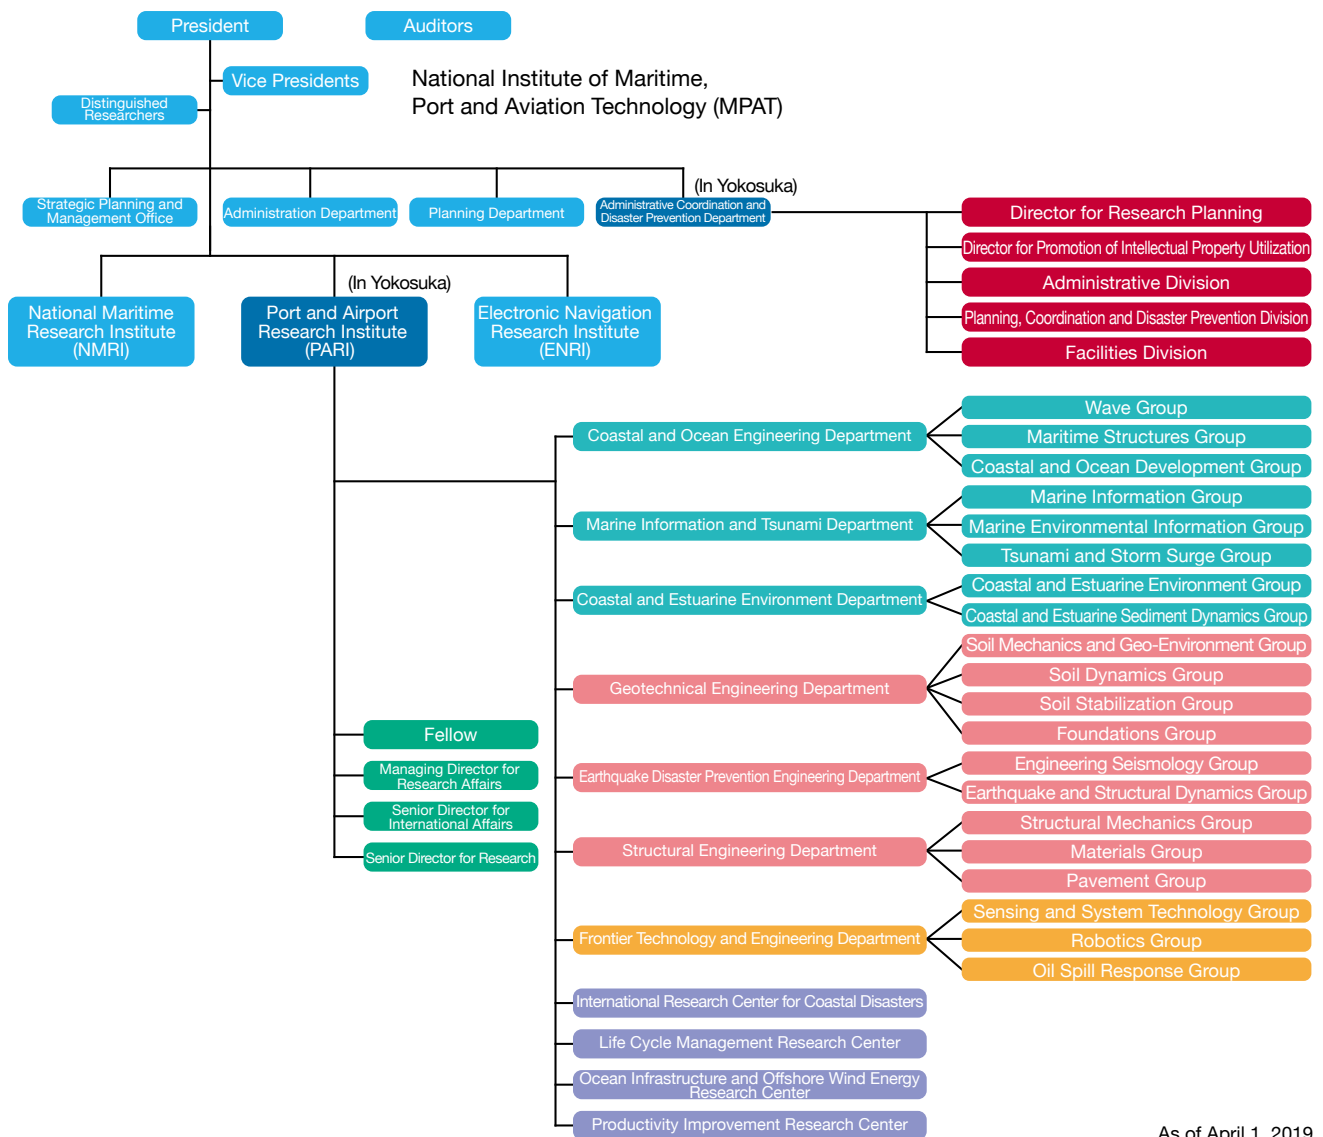 President
Auditors
Vice Presidents
National Institute of Maritime,
Port and Aviation Technology (MPAT)
Distinguished
Researchers
(In Yokosuka)
Strategic Planning and
Management Office
Administration Department
Planning Department
Administrative Coordination and
Disaster Prevention Department
Director for Research Planning
Director for Promotion of Intellectual Property Utilization
Administrative Division
Planning, Coordination and Disaster Prevention Division
Facilities Division
(In Yokosuka)
National Maritime
Research Institute
(NMRI)
Port and Airport
Research Institute
(PARI)
Electronic Navigation
Research Institute
(ENRI)
Coastal and Ocean Engineering Department
Wave Group
Maritime Structures Group
Coastal and Ocean Development Group
Marine Information and Tsunami Department
Marine Information Group
Marine Environmental Information Group
Tsunami and Storm Surge Group
Coastal and Estuarine Environment Department
Coastal and Estuarine Environment Group
Coastal and Estuarine Sediment Dynamics Group
Geotechnical Engineering Department
Soil Mechanics and Geo-Environment Group
Soil Dynamics Group
Soil Stabilization Group
Foundations Group
Fellow
Managing Director for
Research Affairs
Senior Director for
International Affairs
Senior Director for Research
Earthquake Disaster Prevention Engineering Department
Engineering Seismology Group
Earthquake and Structural Dynamics Group
Structural Engineering Department
Structural Mechanics Group
Materials Group
Pavement Group
Frontier Technology and Engineering Department
Sensing and System Technology Group
Robotics Group
Oil Spill Response Group
International Research Center for Coastal Disasters
Life Cycle Management Research Center
Ocean Infrastructure and Offshore Wind Energy
Research Center
Productivity Improvement Research Center
As of April 1, 2019